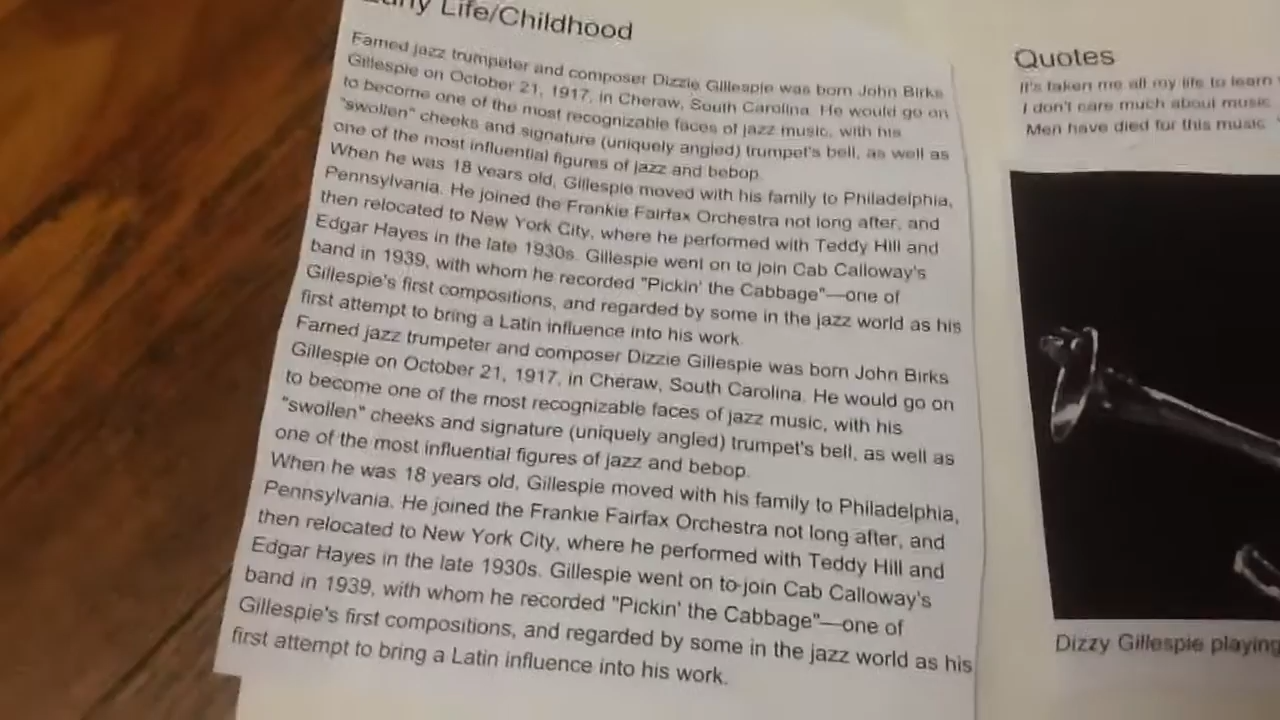 Early Life/Childhood
Famed jazz trumpeter and composer Dizzie Gillespie was born John Birks
Gillespie on October 21, 1917, in Cheraw, South Carolina. He would go on
to become one of the most recognizable faces of jazz music, with his
"swollen" cheeks and signature (uniquely angled) trumpet's bell, as well as
one of the most influential figures of jazz and bebop.
When he was 18 years old, Gillespie moved with his family to Philadelphia,
Pennsylvania. He joined the Frankie Fairfax Orchestra not long after, and
then relocated to New York City, where he performed with Teddy Hill and
Edgar Hayes in the late 1930s. Gillespie went on to join Cab Calloway's
band in 1939, with whom he recorded "Pickin' the Cabbage"—one of
Gillespie's first compositions, and regarded by some in the jazz world as his
first attempt to bring a Latin influence into his work.
Famed jazz trumpeter and composer Dizzie Gillespie was born John Birks
Gillespie on October 21, 1917, in Cheraw, South Carolina. He would go on
to become one of the most recognizable faces of jazz music, with his
"swollen" cheeks and signature (uniquely angled) trumpet's bell, as well as
one of the most influential figures of jazz and bebop.
When he was 18 years old, Gillespie moved with his family to Philadelphia,
Pennsylvania. He joined the Frankie Fairfax Orchestra not long after, and
then relocated to New York City, where he performed with Teddy Hill and
Edgar Hayes in the late 1930s. Gillespie went on to join Cab Calloway's
band in 1939, with whom he recorded "Pickin' the Cabbage"—one of
Gillespie's first compositions, and regarded by some in the jazz world as his
first attempt to bring a Latin influence into his work.
Quotes
It's taken me all my life to learn
I don't care much about music
Men have died for this music
Dizzy Gillespie playing